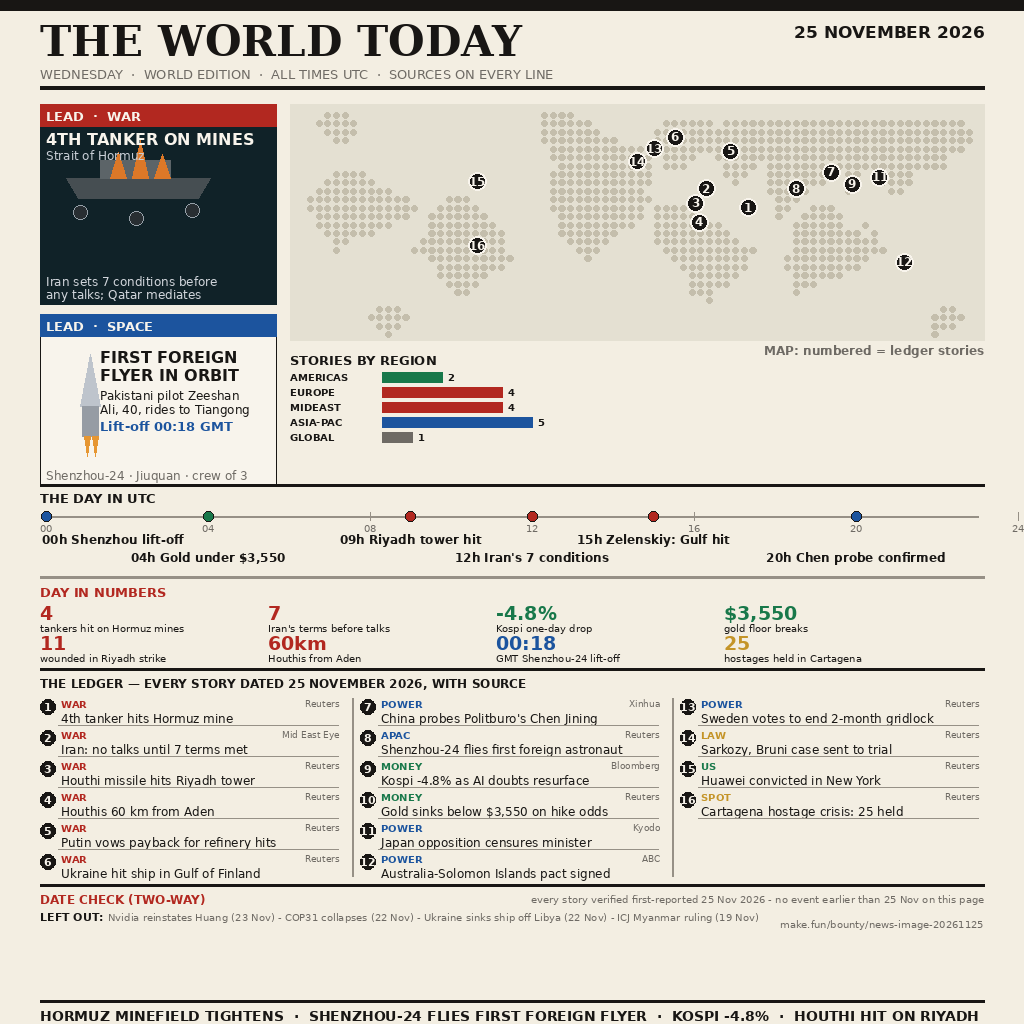 THE WORLD TODAY
25 NOVEMBER 2026
WEDNESDAY · WORLD EDITION · ALL TIMES UTC · SOURCES ON EVERY LINE
LEAD · WAR
4TH TANKER ON MINES
Strait of Hormuz
Iran sets 7 conditions before
any talks; Qatar mediates
LEAD · SPACE
FIRST FOREIGN
FLYER IN ORBIT
Pakistani pilot Zeeshan
Ali, 40, rides to Tiangong
Lift-off 00:18 GMT
Shenzhou-24 · Jiuquan · crew of 3
6
13
5
14
7
11
15
9
2
8
3
1
4
16
12
MAP: numbered = ledger stories
STORIES BY REGION
AMERICAS 2
EUROPE 4
MIDEAST 4
ASIA-PAC 5
GLOBAL 1
THE DAY IN UTC
00 04 08 12 16 20 24
00h Shenzhou lift-off 09h Riyadh tower hit 15h Zelenskiy: Gulf hit
04h Gold under $3,550 12h Iran's 7 conditions 20h Chen probe confirmed
DAY IN NUMBERS
4
tankers hit on Hormuz mines
7
Iran's terms before talks
-4.8%
Kospi one-day drop
$3,550
gold floor breaks
11
wounded in Riyadh strike
60km
Houthis from Aden
00:18
GMT Shenzhou-24 lift-off
25
hostages held in Cartagena
THE LEDGER — EVERY STORY DATED 25 NOVEMBER 2026, WITH SOURCE
1 WAR Reuters
4th tanker hits Hormuz mine
2 WAR Mid East Eye
Iran: no talks until 7 terms met
3 WAR Reuters
Houthi missile hits Riyadh tower
4 WAR Reuters
Houthis 60 km from Aden
5 WAR Reuters
Putin vows payback for refinery hits
6 WAR Reuters
Ukraine hit ship in Gulf of Finland
7 POWER Xinhua
China probes Politburo's Chen Jining
8 APAC Reuters
Shenzhou-24 flies first foreign astronaut
9 MONEY Bloomberg
Kospi -4.8% as AI doubts resurface
10 MONEY Reuters
Gold sinks below $3,550 on hike odds
11 POWER Kyodo
Japan opposition censures minister
12 POWER ABC
Australia-Solomon Islands pact signed
13 POWER Reuters
Sweden votes to end 2-month gridlock
14 LAW Reuters
Sarkozy, Bruni case sent to trial
15 US Reuters
Huawei convicted in New York
16 SPOT Reuters
Cartagena hostage crisis: 25 held
DATE CHECK (TWO-WAY)
every story verified first-reported 25 Nov 2026 - no event earlier than 25 Nov on this page
LEFT OUT: Nvidia reinstates Huang (23 Nov) - COP31 collapses (22 Nov) - Ukraine sinks ship off Libya (22 Nov) - ICJ Myanmar ruling (19 Nov)
make.fun/bounty/news-image-20261125
HORMUZ MINEFIELD TIGHTENS · SHENZHOU-24 FLIES FIRST FOREIGN FLYER · KOSPI -4.8% · HOUTHI HIT ON RIYADH